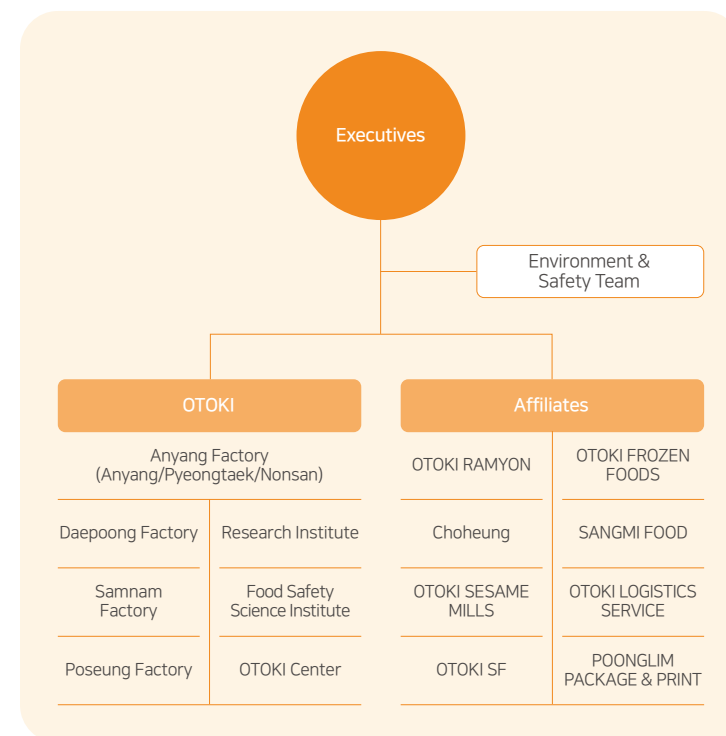 Executives
Environment &
Safety Team
OTOKI
Anyang Factory
(Anyang/Pyeongtaek/Nonsan)
Daepoong Factory
Research Institute
Samnam
Factory
Food Safety
Science Institute
Poseung Factory
OTOKI Center
Affiliates
OTOKI RAMYON
OTOKI FROZEN
FOODS
Choheung
SANGMI FOOD
OTOKI SESAME
MILLS
OTOKI LOGISTICS
SERVICE
OTOKI SF
POONGLIM
PACKAGE & PRINT